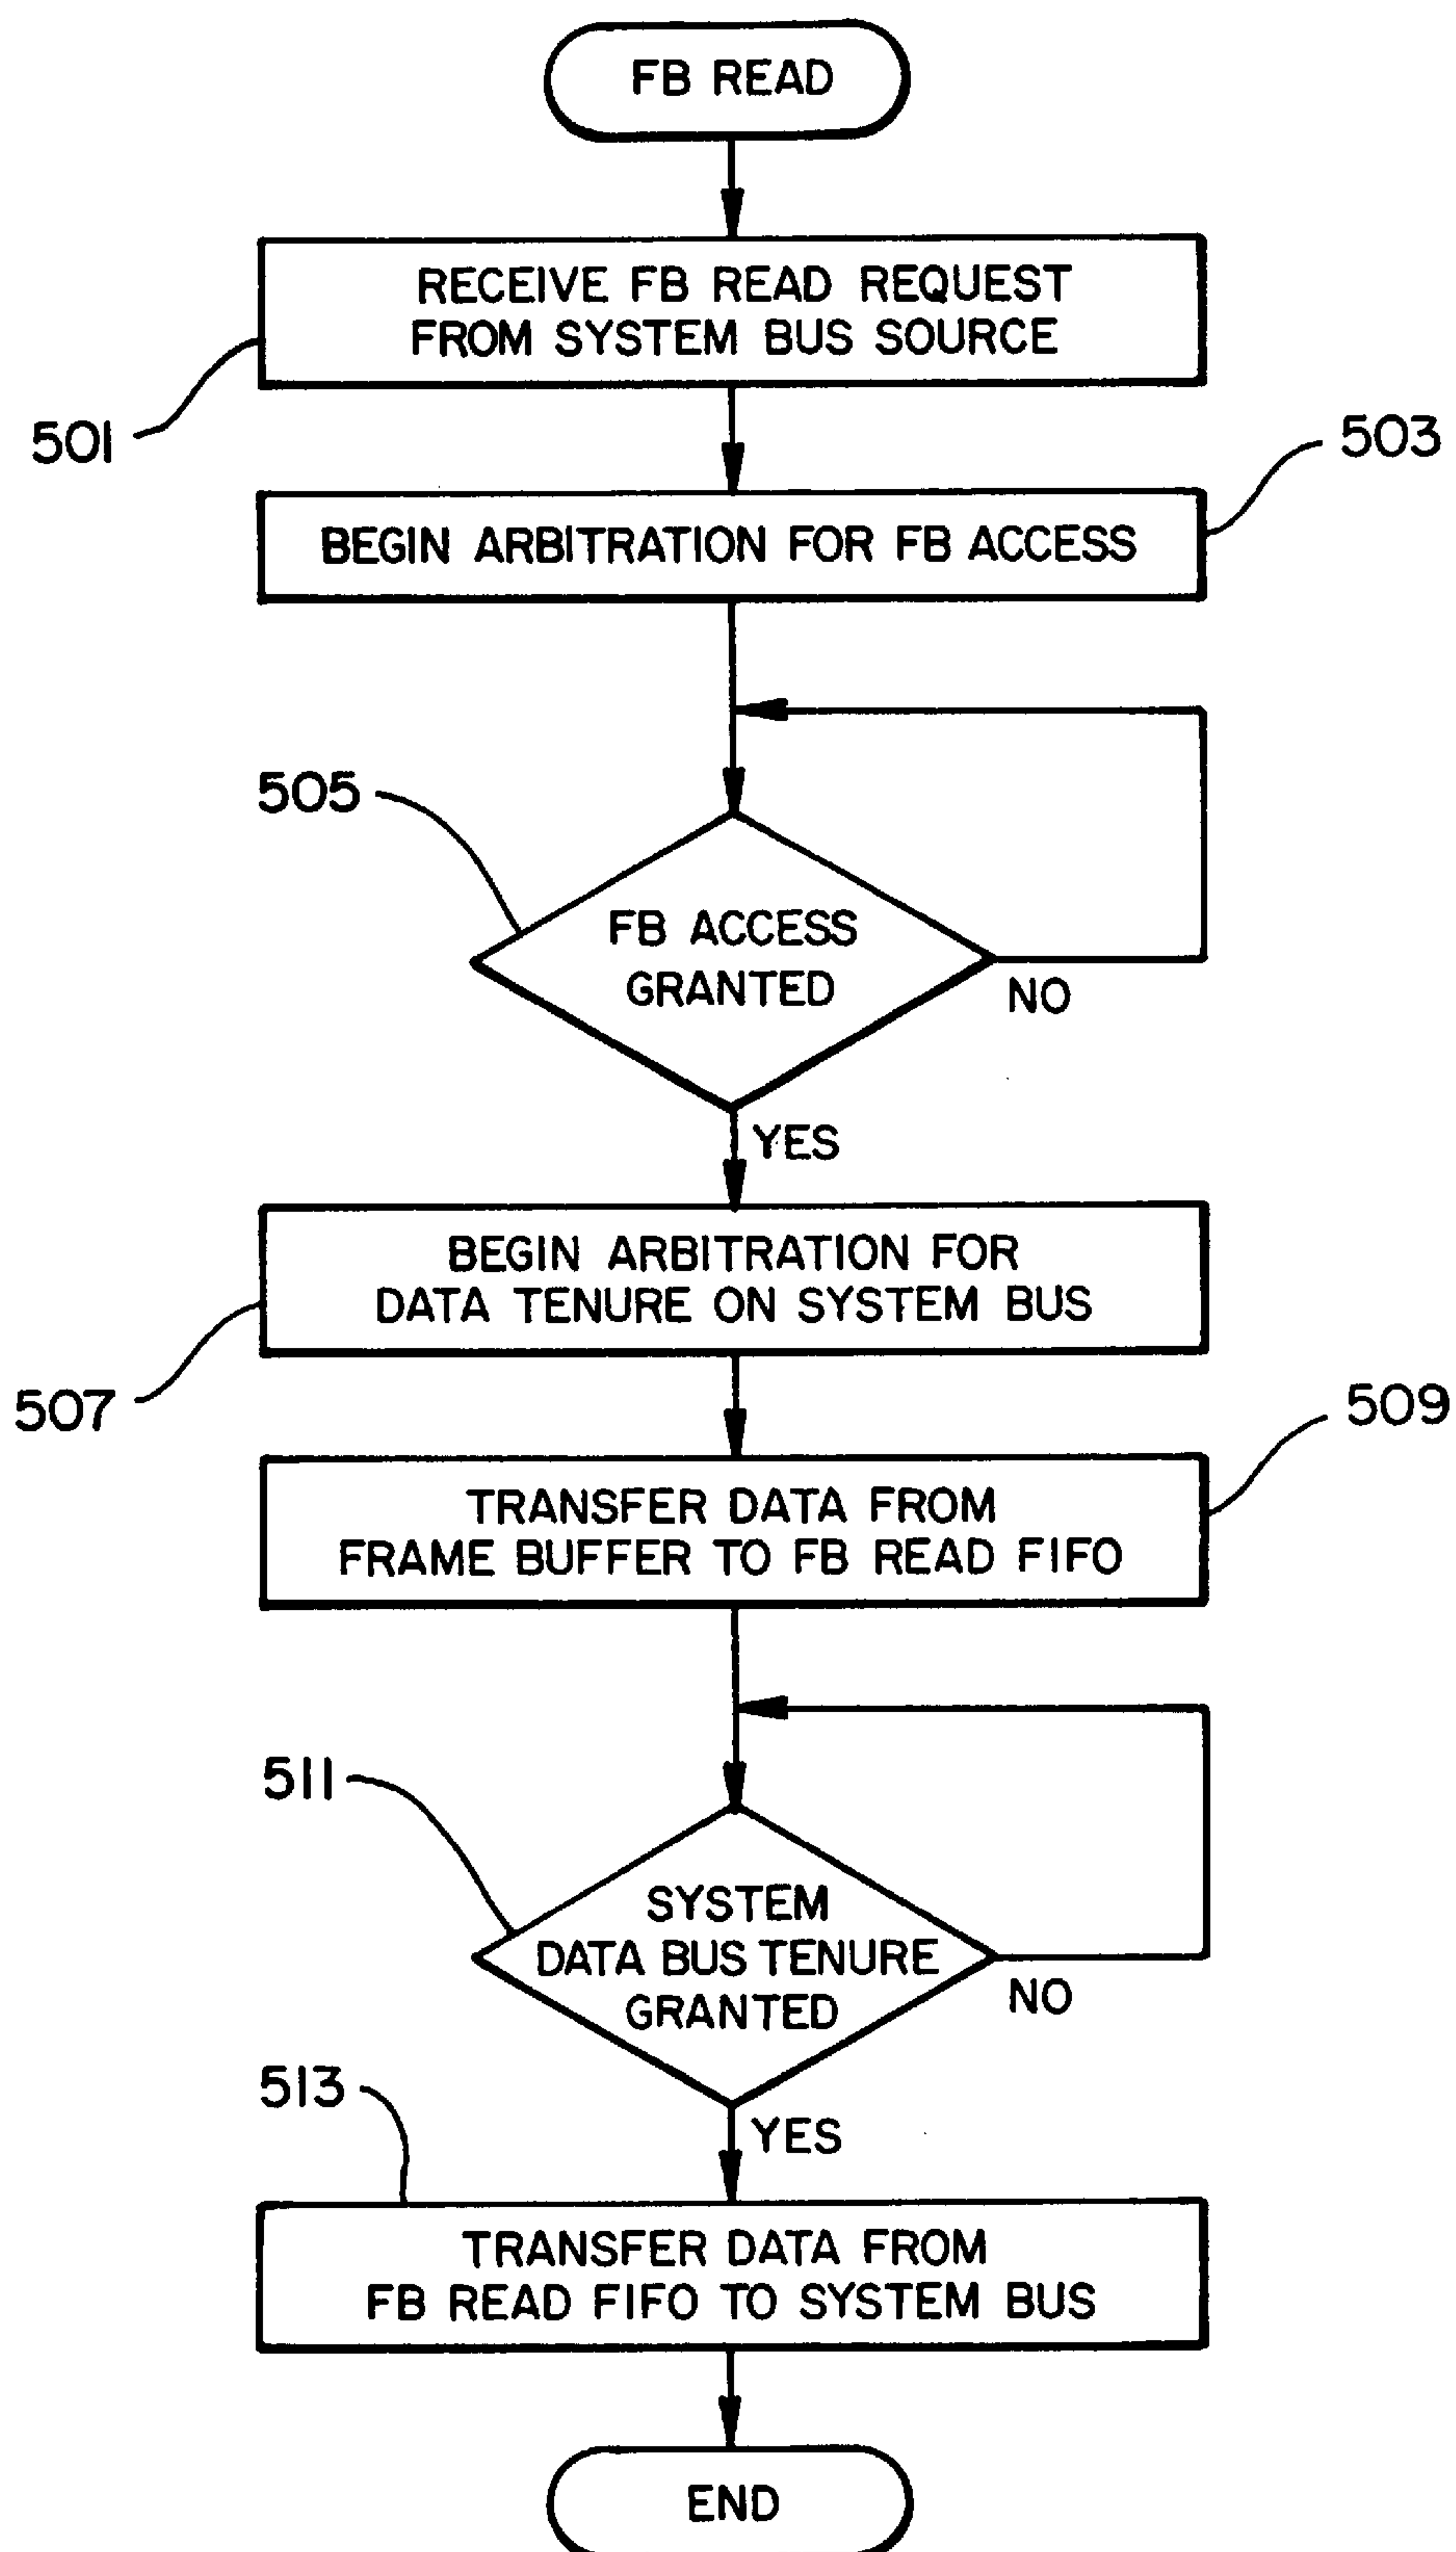 FB READ
RECEIVE FB READ REQUEST
FROM SYSTEM BUS SOURCE
501
503
BEGIN ARBITRATION FOR FB ACCESS
505
FB ACCESS
GRANTED
NO
YES
BEGIN ARBITRATION FOR
DATA TENURE ON SYSTEM BUS
507
509
TRANSFER DATA FROM
FRAME BUFFER TO FB READ FIFO
511
SYSTEM
DATA BUS TENURE
GRANTED
NO
513
YES
TRANSFER DATA FROM
FB READ FIFO TO SYSTEM BUS
END